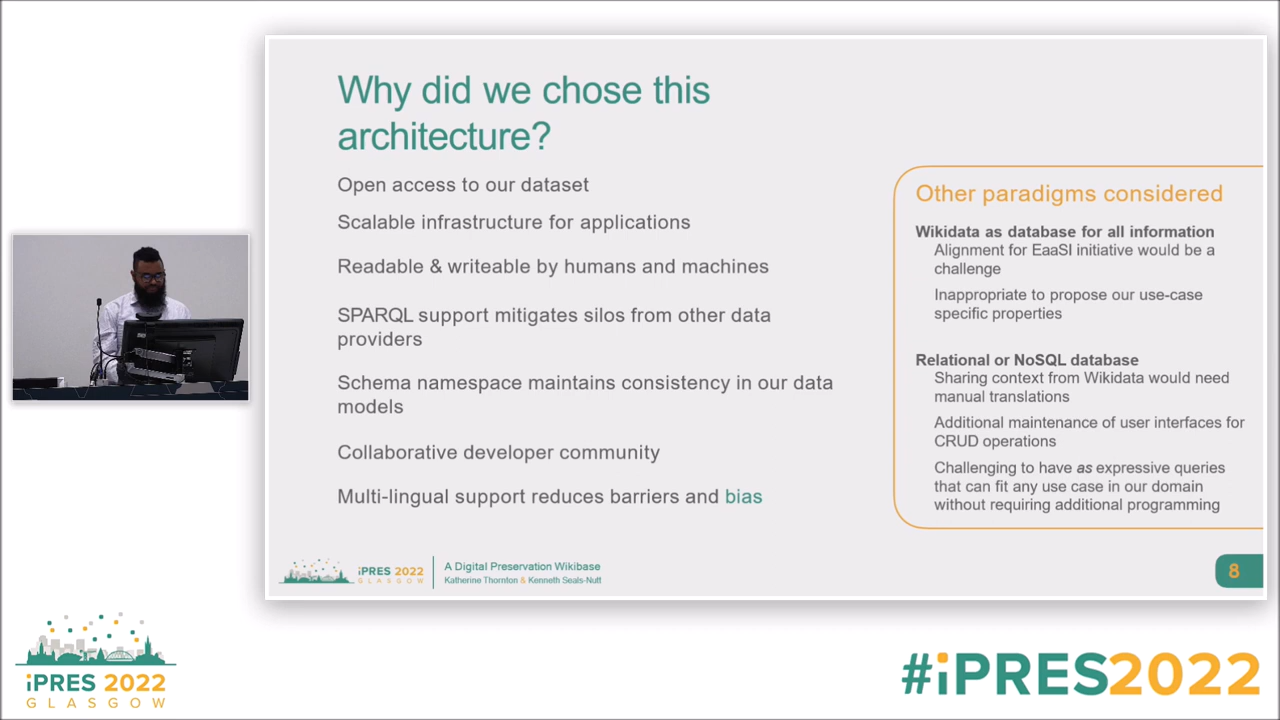 Why did we chose this
architecture?
Open access to our dataset
Scalable infrastructure for applications
Readable & writeable by humans and machines
SPARQL support mitigates silos from other data
providers
Schema namespace maintains consistency in our data
models
Collaborative developer community
Multi-lingual support reduces barriers and bias
Other paradigms considered
Wikidata as database for all information
Alignment for EaaSI initiative would be a
challenge
Inappropriate to propose our use-case
specific properties
Relational or NoSQL database
Sharing context from Wikidata would need
manual translations
Additional maintenance of user interfaces for
CRUD operations
Challenging to have as expressive queries
that can fit any use case in our domain
without requiring additional programming
iPRES 2022
GLASGOW
A Digital Preservation Wikibase
Katherine Thornton & Kenneth Seals-Nutt
8
iPRES 2022
GLASGOW
#iPRES2022